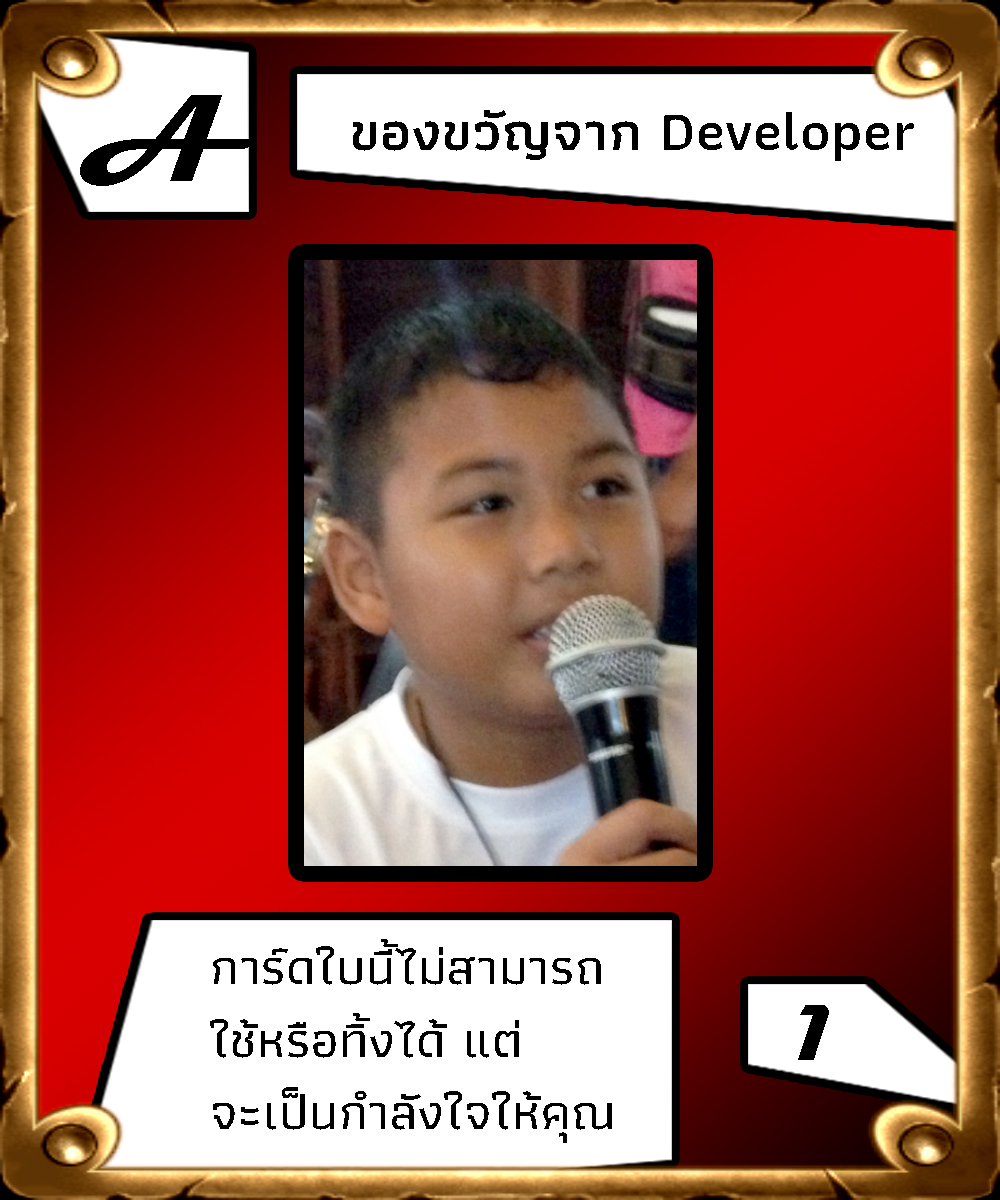 A
ของขวัญจาก Developer
การ์ดใบนี้ไม่สามารถ
ใช้หรือทิ้งได้ แต่
จะเป็นกำลังใจให้คุณ
1